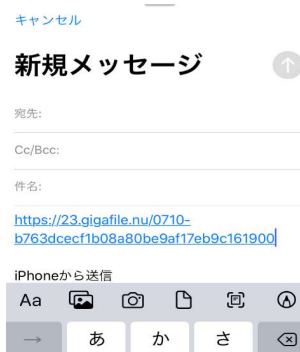 キャンセル
新規メッセージ
宛先:
Cc/Bcc:
件名:
https://23.gigafile.nu/0710-
b763dcecf1b08a80be9af17eb9c161900
iPhoneから送信
Aa
→ あ か さ